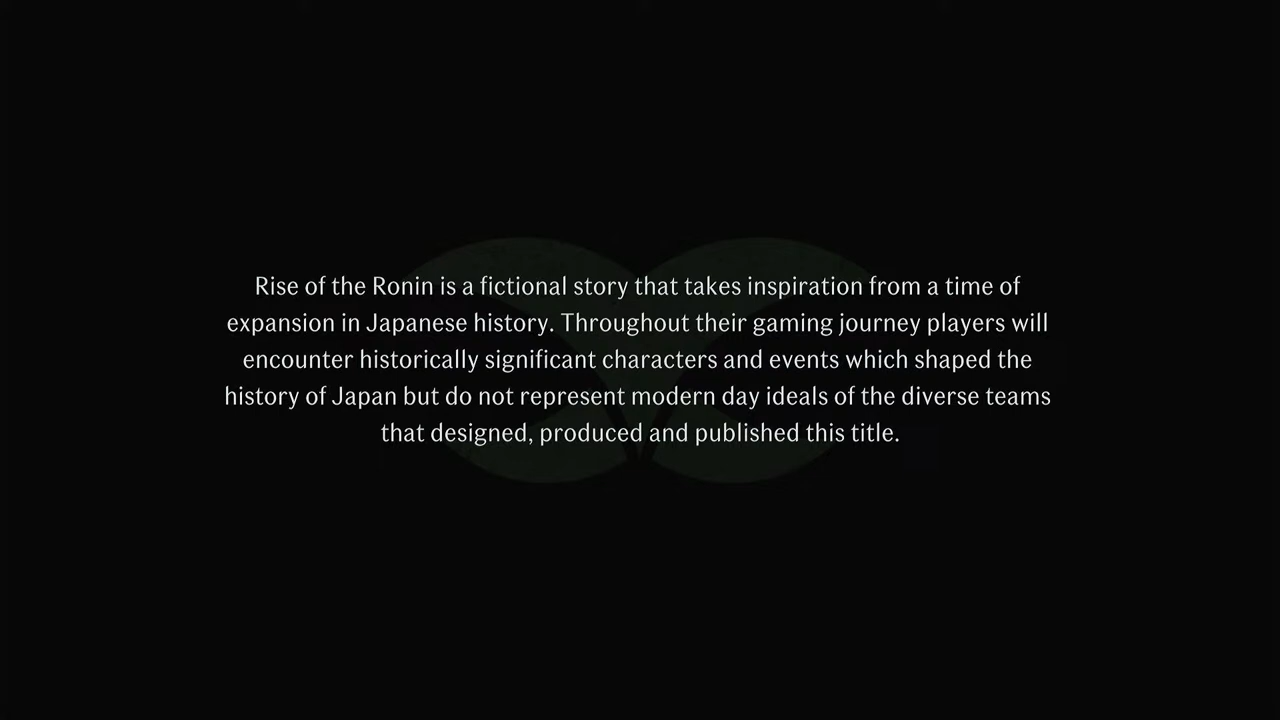 Rise of the Ronin is a fictional story that takes inspiration from a time of
expansion in Japanese history. Throughout their gaming journey players will
encounter historically significant characters and events which shaped the
history of Japan but do not represent modern day ideals of the diverse teams
that designed, produced and published this title.